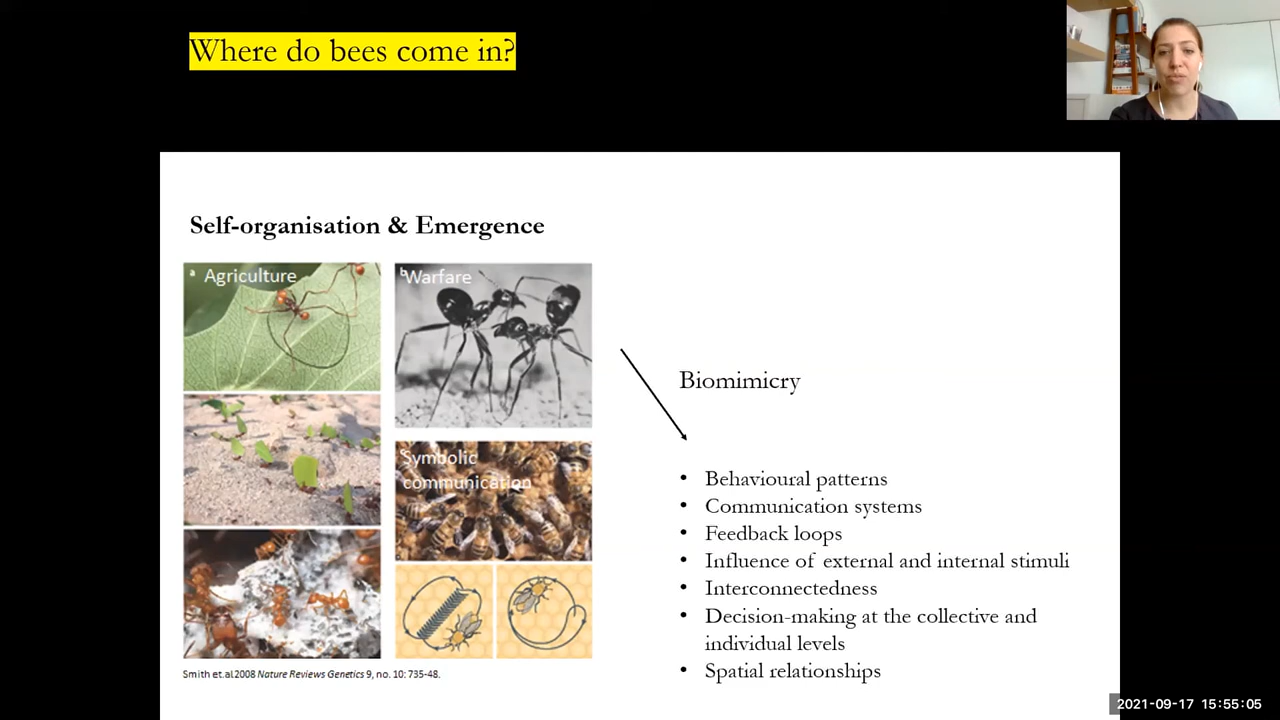 Where do bees come in?
Self-organisation & Emergence
a Agriculture
b Warfare
Symbolic
communication
Biomimicry
• Behavioural patterns
• Communication systems
• Feedback loops
• Influence of external and internal stimuli
• Interconnectedness
• Decision-making at the collective and
individual levels
• Spatial relationships
Smith et.al2008 Nature Reviews Genetics 9, no. 10: 735-48.
2021-09-17 15:55:05